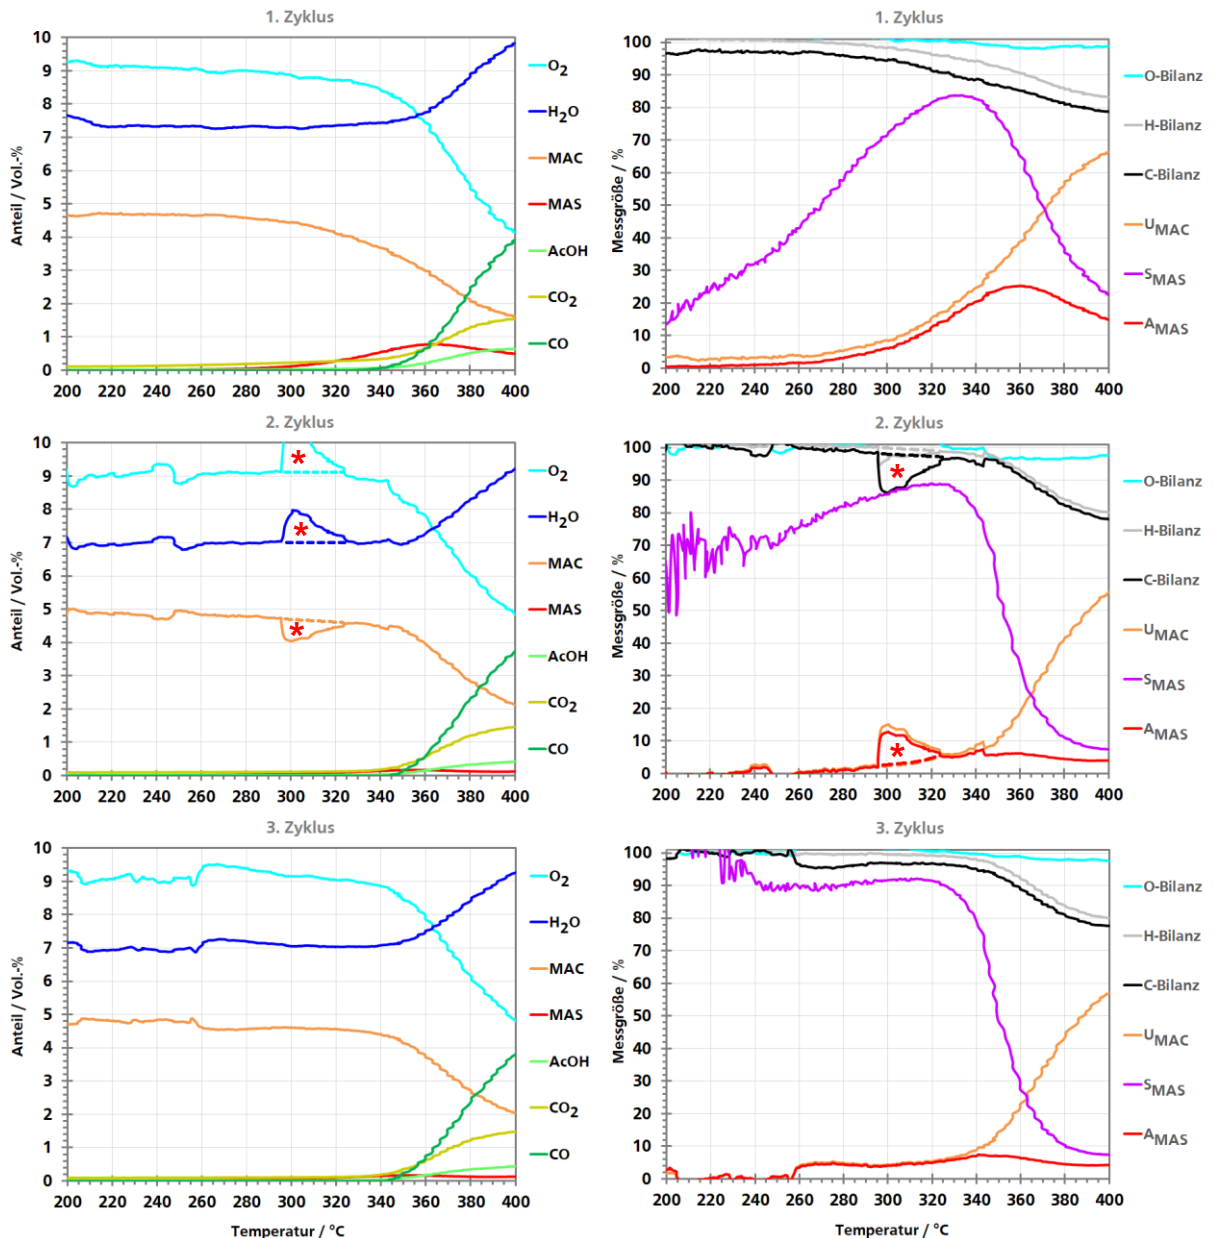 1. Zyklus
Anteil / Vol.-%
10
9
8
7
6
5
4
3
2
1
0
200 220 240 260 280 300 320 340 360 380 400
O2
H2O
MAC
MAS
AcOH
CO2
CO
1. Zyklus
Messgröße / %
100
90
80
70
60
50
40
30
20
10
0
200 220 240 260 280 300 320 340 360 380 400
O-Bilanz
H-Bilanz
C-Bilanz
UMAC
SMAS
AMAS
2. Zyklus
Anteil / Vol.-%
10
9
8
7
6
5
4
3
2
1
0
*
*
*
200 220 240 260 280 300 320 340 360 380 400
O2
H2O
MAC
MAS
AcOH
CO2
CO
2. Zyklus
Messgröße / %
100
90
80
70
60
50
40
30
20
10
0
*
*
200 220 240 260 280 300 320 340 360 380 400
O-Bilanz
H-Bilanz
C-Bilanz
UMAC
SMAS
AMAS
3. Zyklus
Anteil / Vol.-%
10
9
8
7
6
5
4
3
2
1
0
200 220 240 260 280 300 320 340 360 380 400
Temperatur / °C
O2
H2O
MAC
MAS
AcOH
CO2
CO
3. Zyklus
Messgröße / %
100
90
80
70
60
50
40
30
20
10
0
200 220 240 260 280 300 320 340 360 380 400
Temperatur / °C
O-Bilanz
H-Bilanz
C-Bilanz
UMAC
SMAS
AMAS